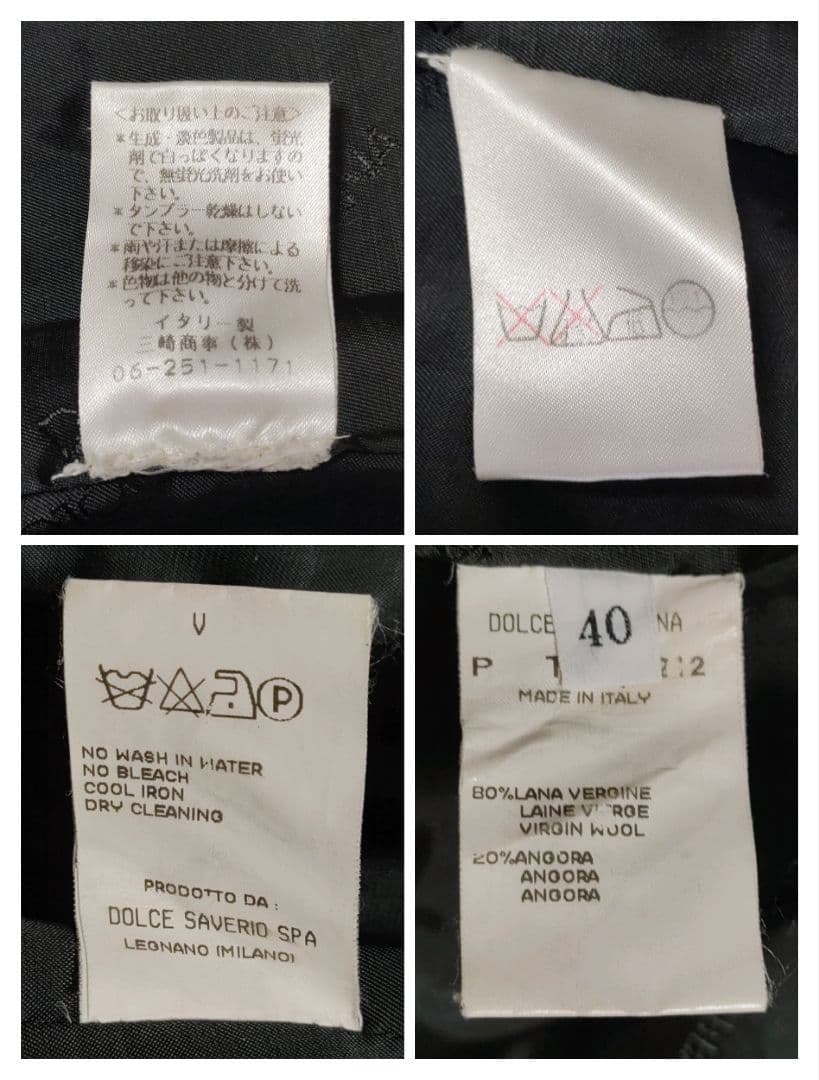 <お取り扱い上のご注意>
*生成・淡色製品は、蛍光
剤で白っぽくなりますの
で、無蛍光洗剤をお使い
下さい。
*タンブラー乾燥はしない
で下さい。
*雨や汗または摩擦による
移染にご注意下さい。
*色物は他の物と分けて洗
って下さい。
イタリー製
三崎商事(株)
06-251-1171
V
P
NO WASH IN WATER
NO BLEACH
COOL IRON
DRY CLEANING
PRODOTTO DA:
DOLCE SAVERIO SPA
LEGNANO (MILANO)
DOLCE 40 NA
P T
MADE IN ITALY
80%LANA VERGINE
LAINE VIERGE
VIRGIN WOOL
20%ANGORA
ANGORA
ANGORA